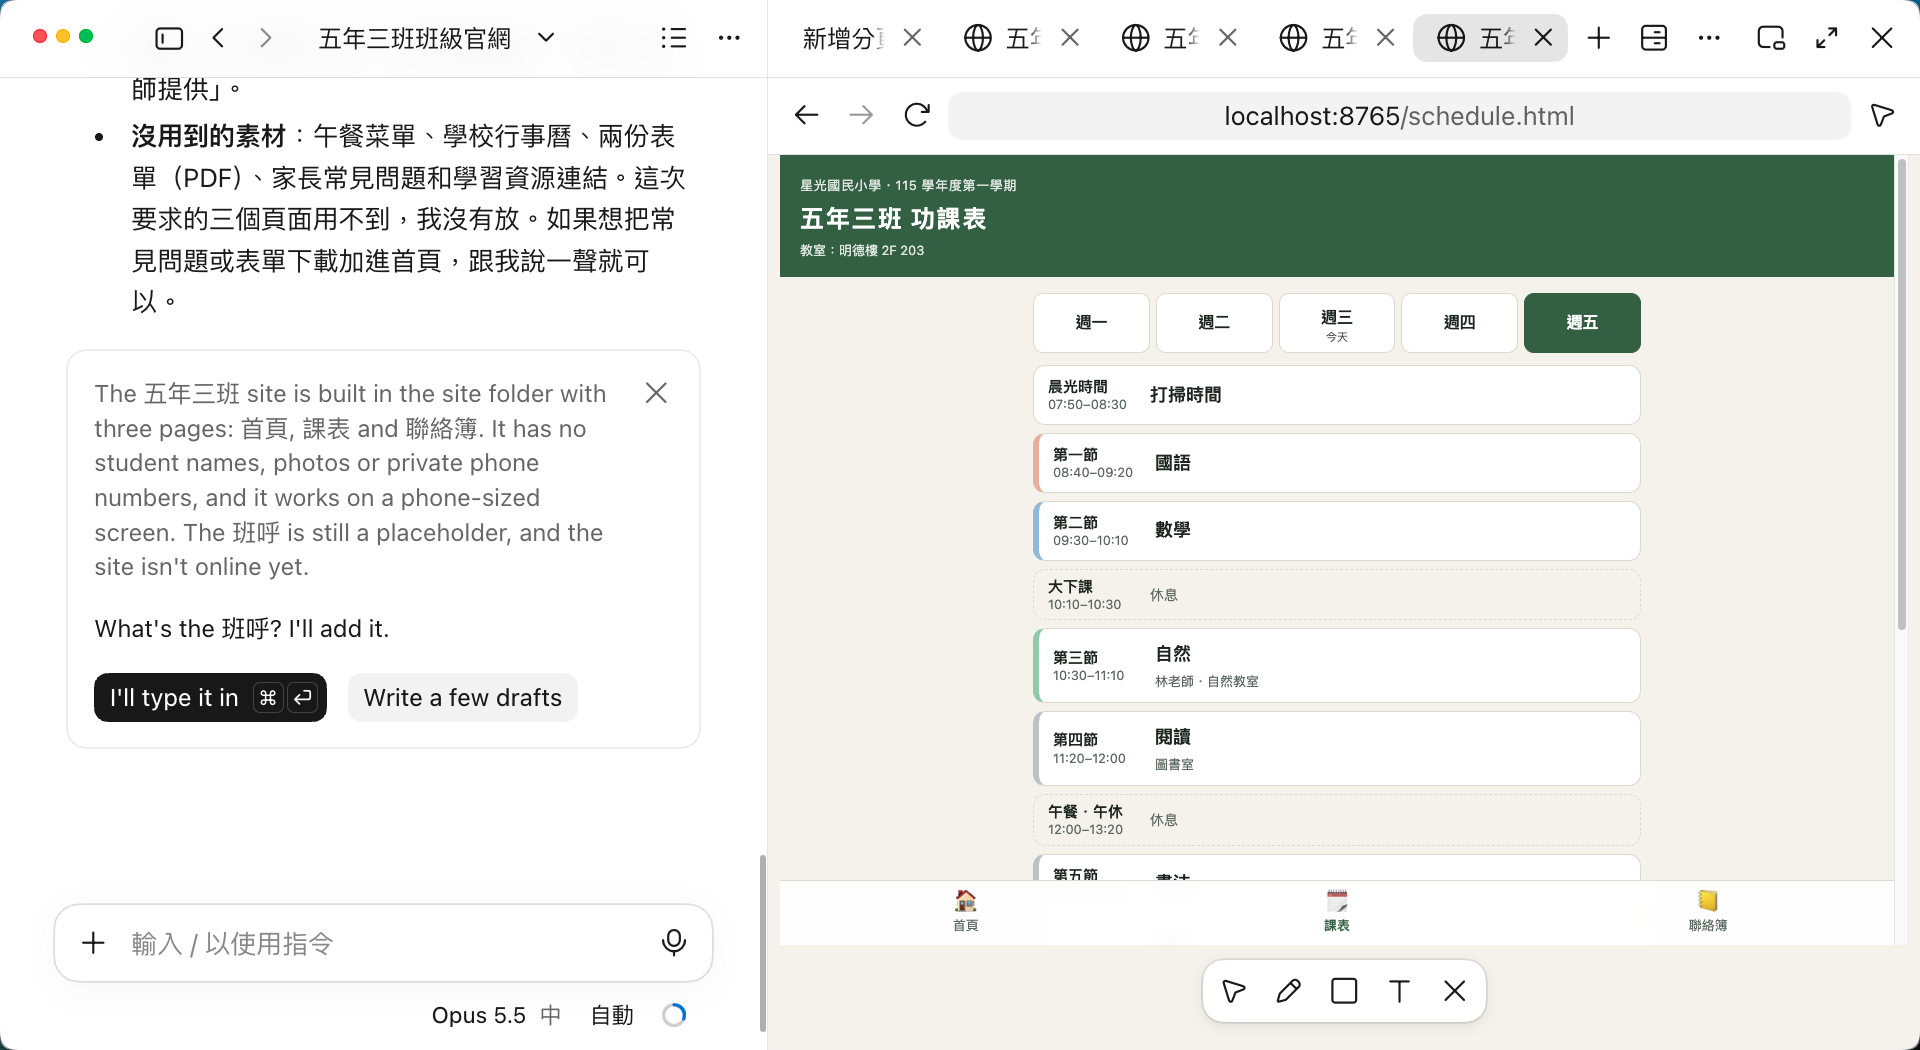 五年三班班級官網
師提供」。
• 沒用到的素材：午餐菜單、學校行事曆、兩份表
單（PDF）、家長常見問題和學習資源連結。這次
要求的三個頁面用不到，我沒有放。如果想把常
見問題或表單下載加進首頁，跟我說一聲就可
以。
The 五年三班 site is built in the site folder with
three pages: 首頁, 課表 and 聯絡簿. It has no
student names, photos or private phone
numbers, and it works on a phone-sized
screen. The 班呼 is still a placeholder, and the
site isn't online yet.
What's the 班呼? I'll add it.
I'll type it in ⌘ ⏎
Write a few drafts
輸入 / 以使用指令
Opus 5.5 中 自動
新增分
五
五
五
五
localhost:8765/schedule.html
星光國民小學・115 學年度第一學期
五年三班 功課表
教室：明德樓 2F 203
週一
週二
週三
今天
週四
週五
晨光時間
07:50–08:30
打掃時間
第一節
08:40–09:20
國語
第二節
09:30–10:10
數學
大下課
10:10–10:30
休息
第三節
10:30–11:10
自然
林老師・自然教室
第四節
11:20–12:00
閱讀
圖書室
午餐・午休
12:00–13:20
休息
第五節
首頁
課表
聯絡簿